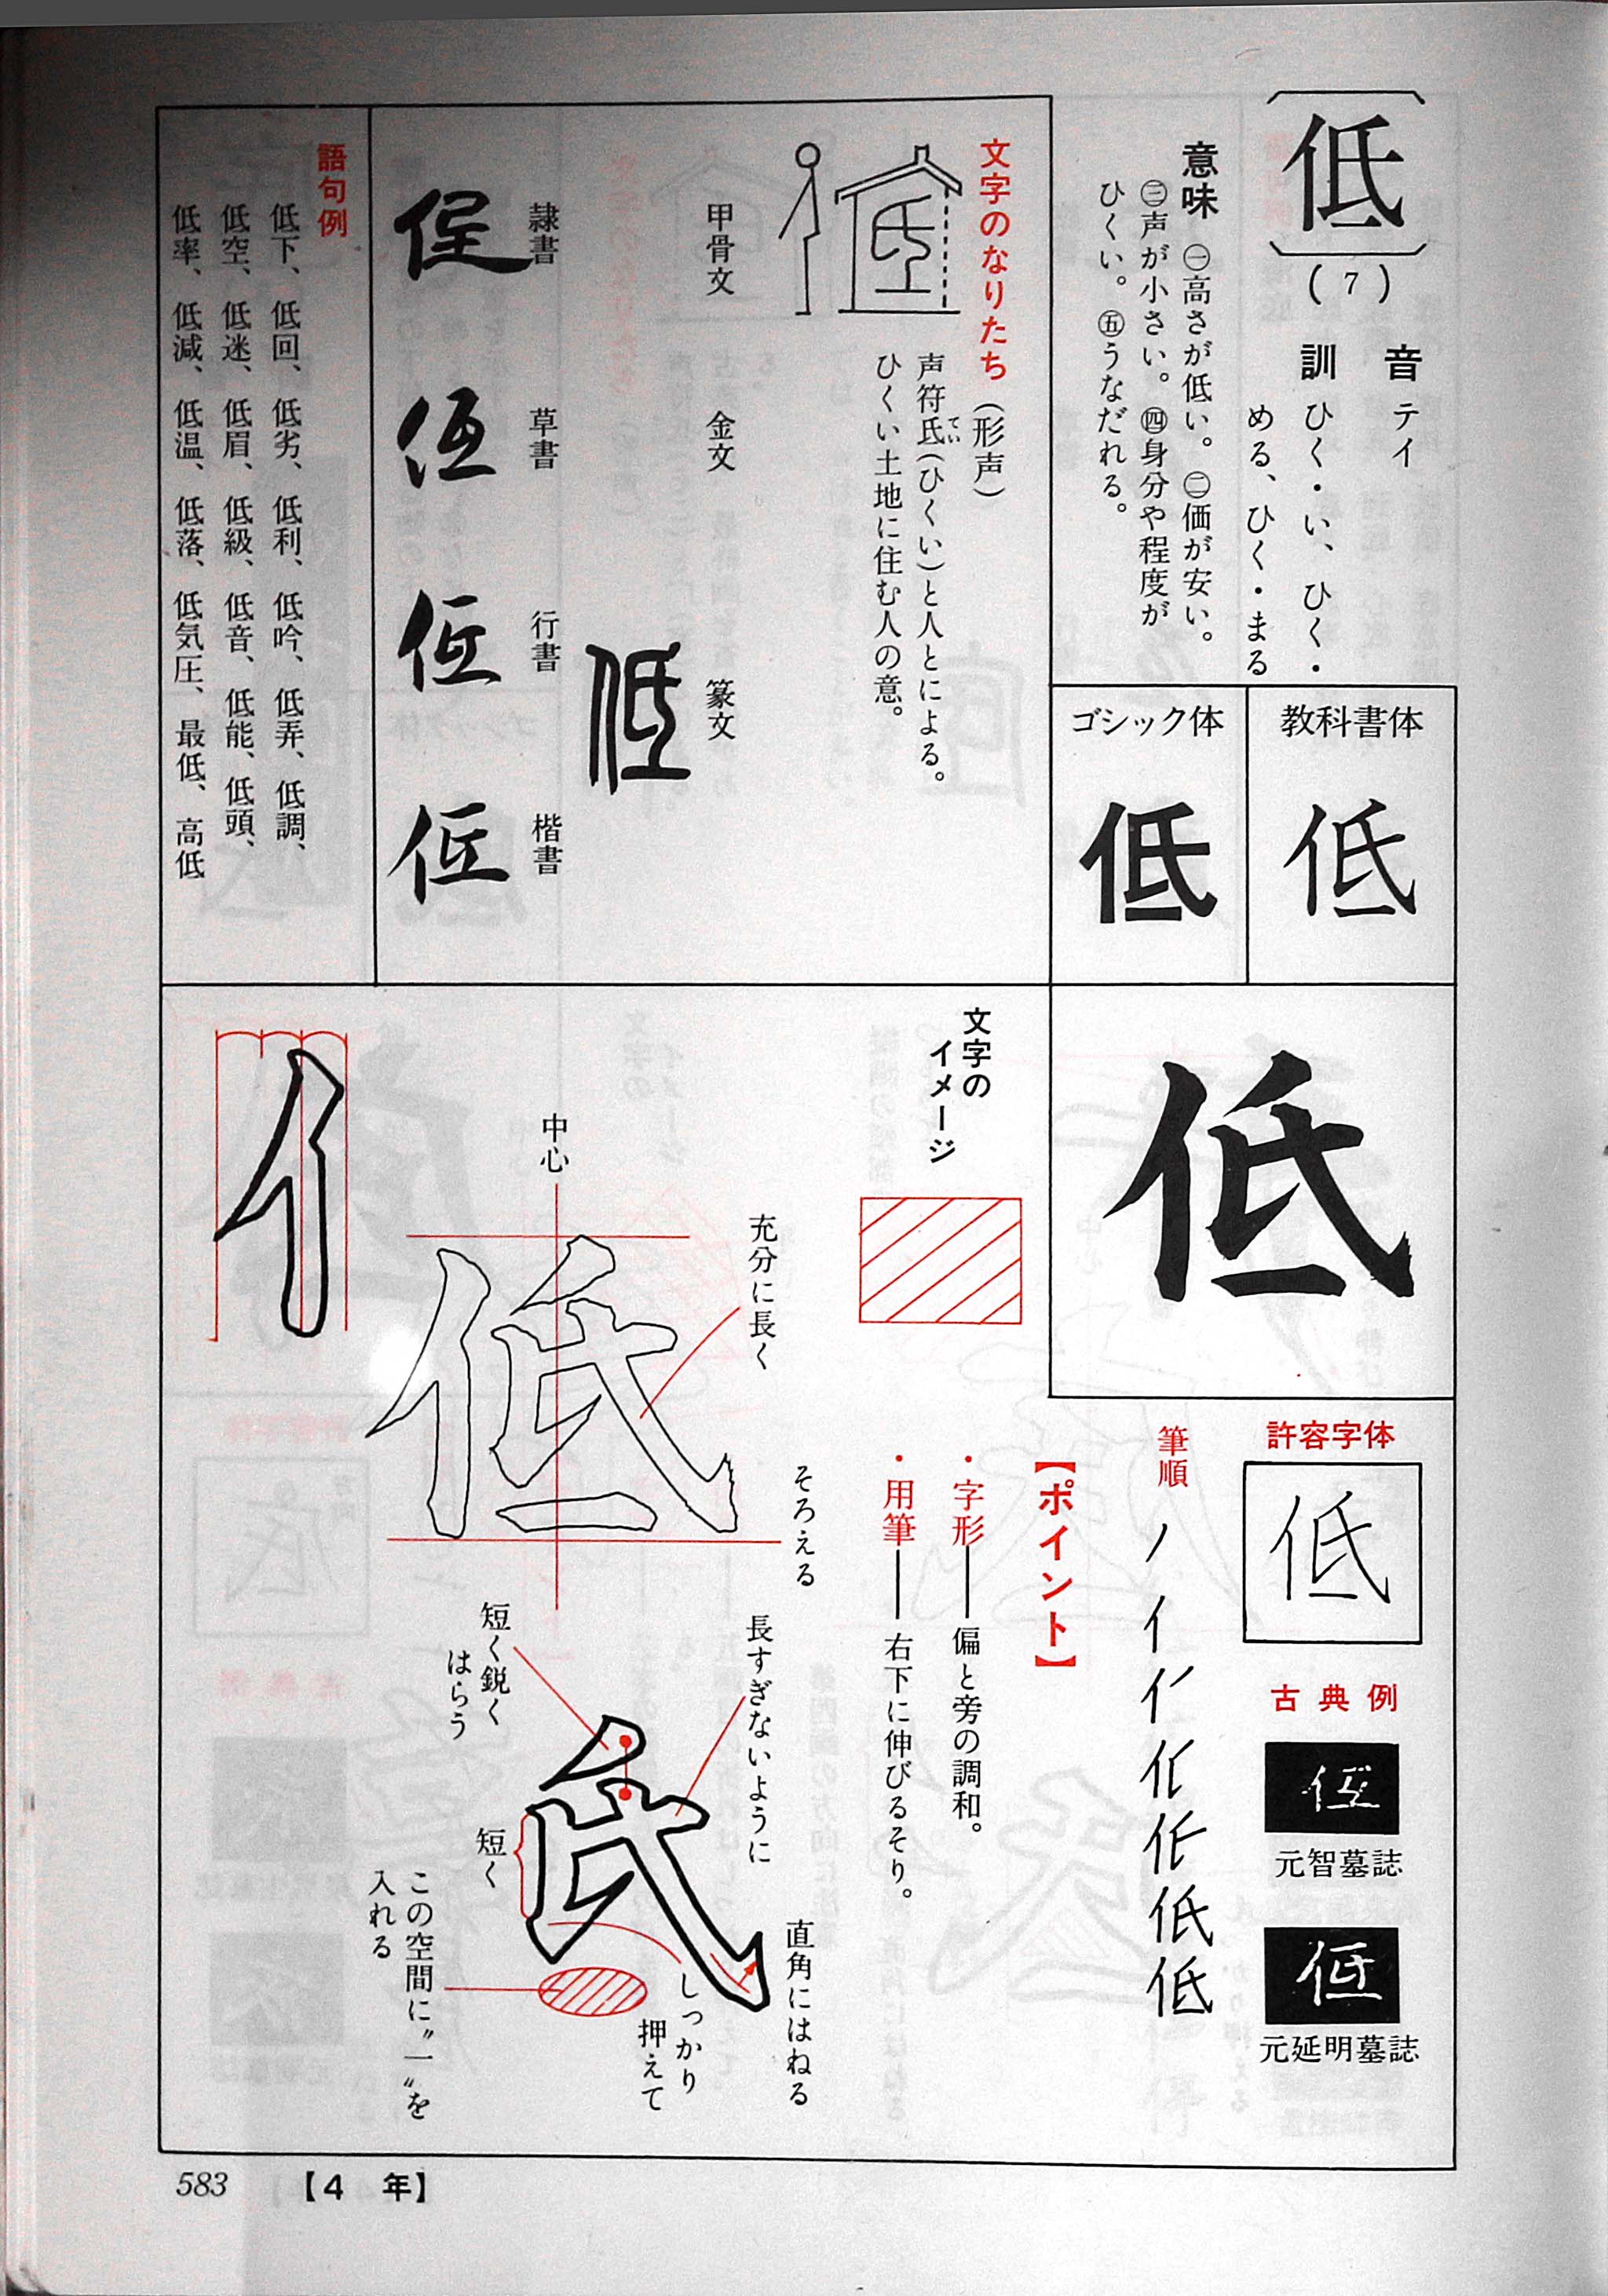 低
(7)
音 テイ
訓 ひく・い、ひく・
める、ひく・まる
意味 ㊀高さが低い。㊁価が安い。
㊂声が小さい。㊃身分や程度が
ひくい。㊄うなだれる。
教科書体
低
ゴシック体
低
文字のなりたち(形声)
声符氐(ひくい)と人とによる。
てい
ひくい土地に住む人の意。
甲骨文
金文
篆文
低
隷書
低
草書
低
行書
低
楷書
低
語句例
低下、低回、低劣、低利、低吟、低弄、低調、
低空、低迷、低眉、低級、低音、低能、低頭、
低率、低減、低温、低落、低気圧、最低、高低
低
許容字体
低
古典例
低
元智墓誌
低
元延明墓誌
筆順
【ポイント】
・字形——偏と旁の調和。
・用筆——右下に伸びるそり。
文字の
イメージ
充分に長く
そろえる
中心
低
長すぎないように
直角にはねる
短く鋭く
はらう
短く
しっかり
押えて
この空間に〝一〟を
入れる
583
【4年】